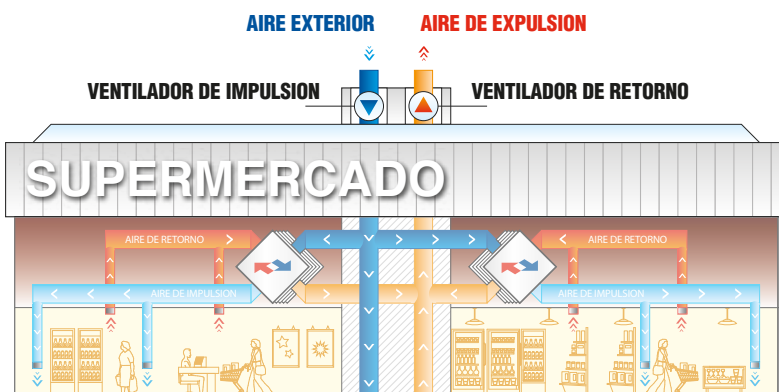 AIRE EXTERIOR
AIRE DE EXPULSION
VENTILADOR DE IMPULSION
VENTILADOR DE RETORNO
SUPERMERCADO
AIRE DE RETORNO
AIRE DE RETORNO
AIRE DE IMPULSION
AIRE DE IMPULSION